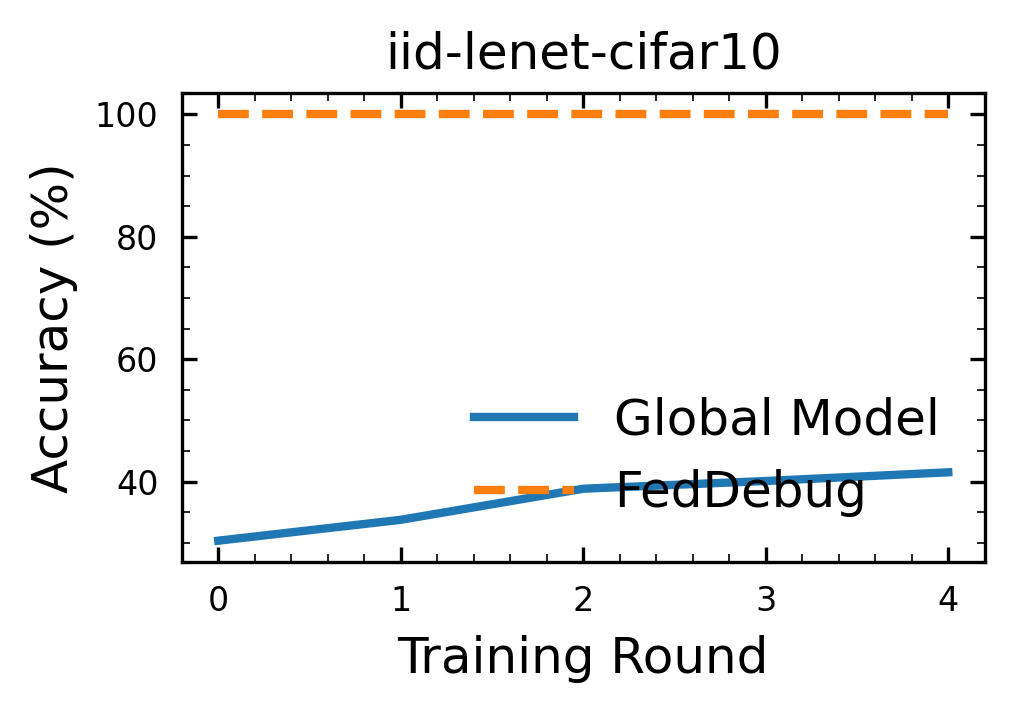 iid-lenet-cifar10
Accuracy (%)
100
80
60
40
Global Model
FedDebug
0 1 2 3 4
Training Round